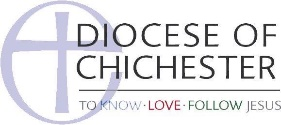 DIOCESE OF
CHICHESTER
TO KNOW · LOVE · FOLLOW JESUS